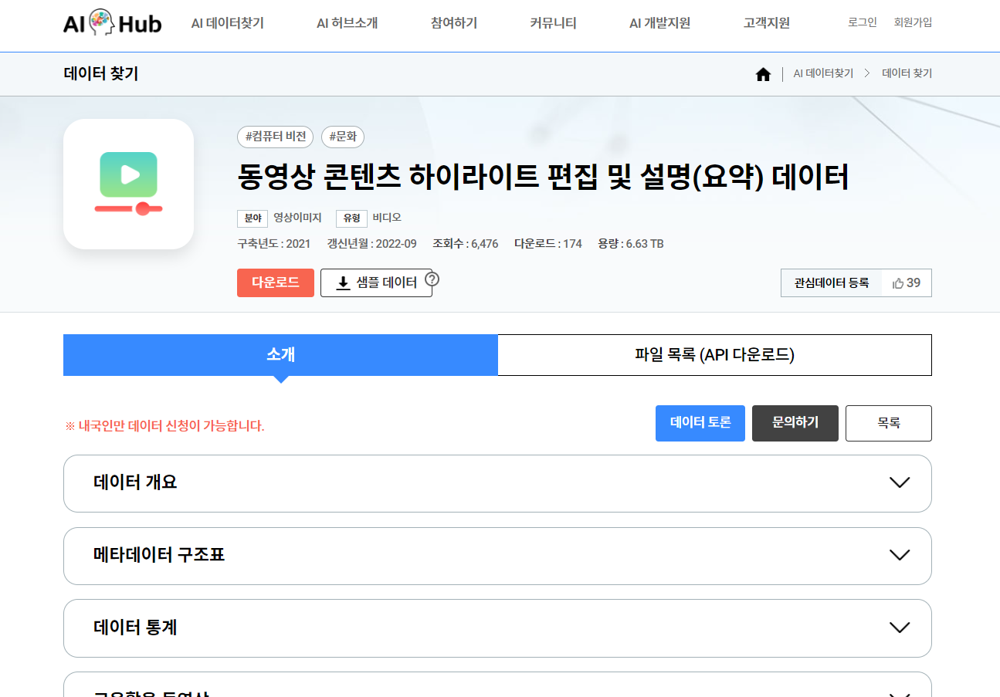 AI Hub AI 데이터찾기 AI 허브소개 참여하기 커뮤니티 AI 개발지원 고객지원 로그인 회원가입
데이터 찾기 AI 데이터찾기 데이터 찾기
#컴퓨터 비전 #문화
동영상 콘텐츠 하이라이트 편집 및 설명(요약) 데이터
분야 영상이미지 유형 비디오
구축년도 : 2021 갱신년월 : 2022-09 조회수 : 6,476 다운로드 : 174 용량 : 6.63 TB
다운로드 샘플 데이터 ? 관심데이터 등록 39
소개 파일 목록 (API 다운로드)
※ 내국인만 데이터 신청이 가능합니다. 데이터 토론 문의하기 목록
데이터 개요
메타데이터 구조표
데이터 통계